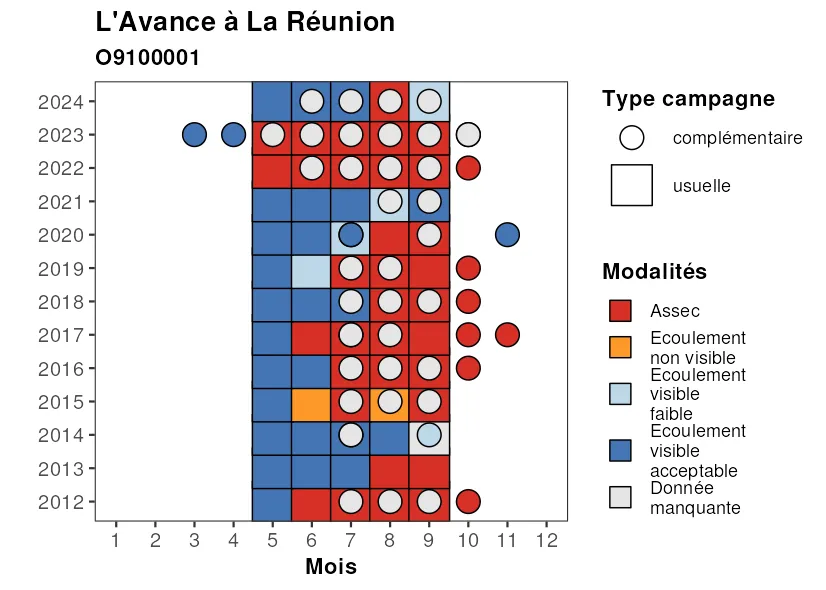 L'Avance à La Réunion
O9100001
2024
2023
2022
2021
2020
2019
2018
2017
2016
2015
2014
2013
2012
1 2 3 4 5 6 7 8 9 10 11 12
Mois
Type campagne
complémentaire
usuelle
Modalités
Assec
Ecoulement
non visible
Ecoulement
visible
faible
Ecoulement
visible
acceptable
Donnée
manquante